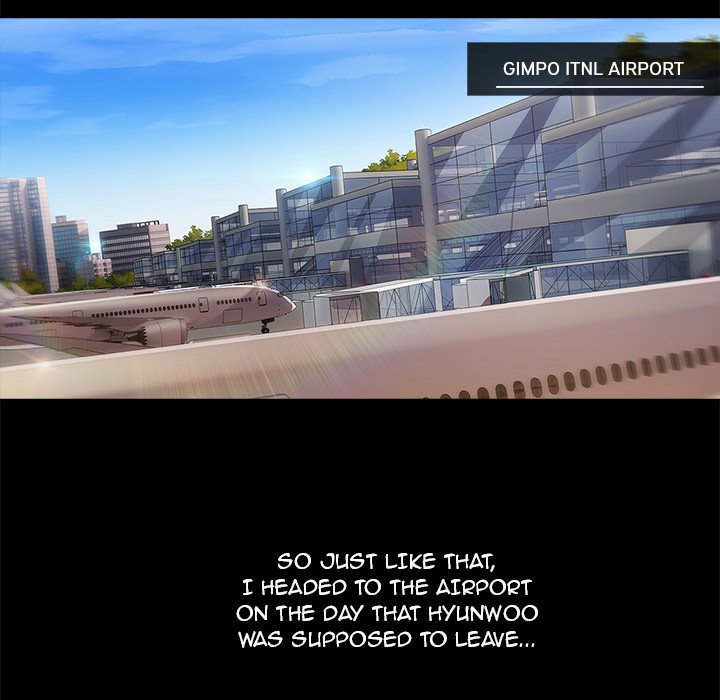 GIMPO ITNL AIRPORT
SO JUST LIKE THAT,
I HEADED TO THE AIRPORT
ON THE DAY THAT HYUNWOO
WAS SUPPOSED TO LEAVE...